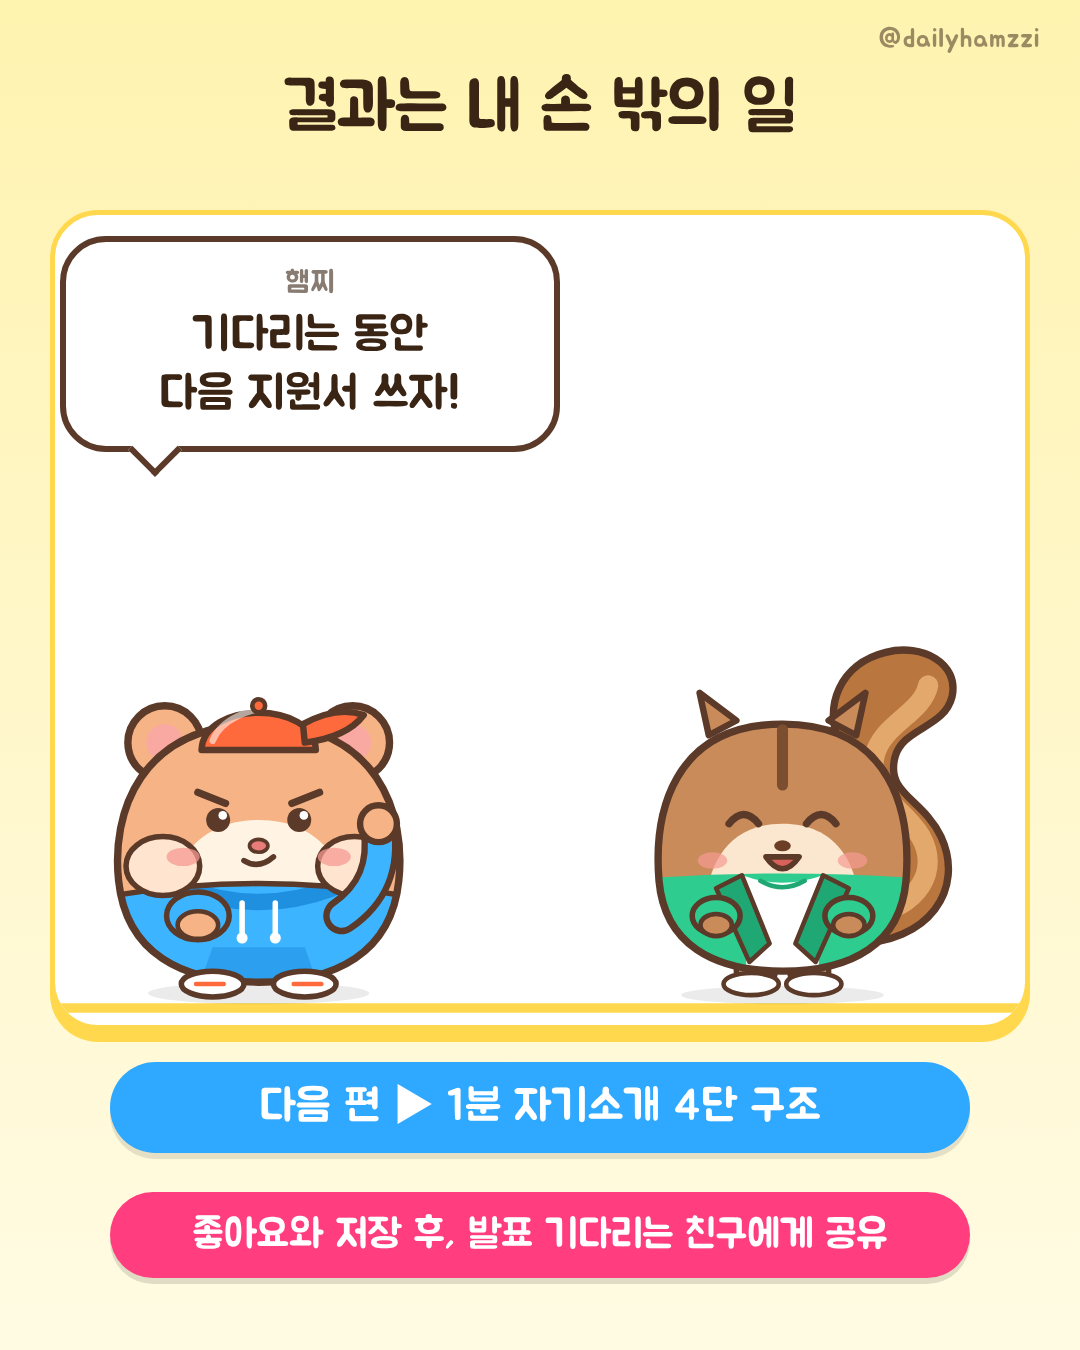 @dailyhamzzi
결과는 내 손 밖의 일
햄찌
기다리는 동안
다음 지원서 쓰자!
다음 편 ▶ 1분 자기소개 4단 구조
좋아요와 저장 후, 발표 기다리는 친구에게 공유